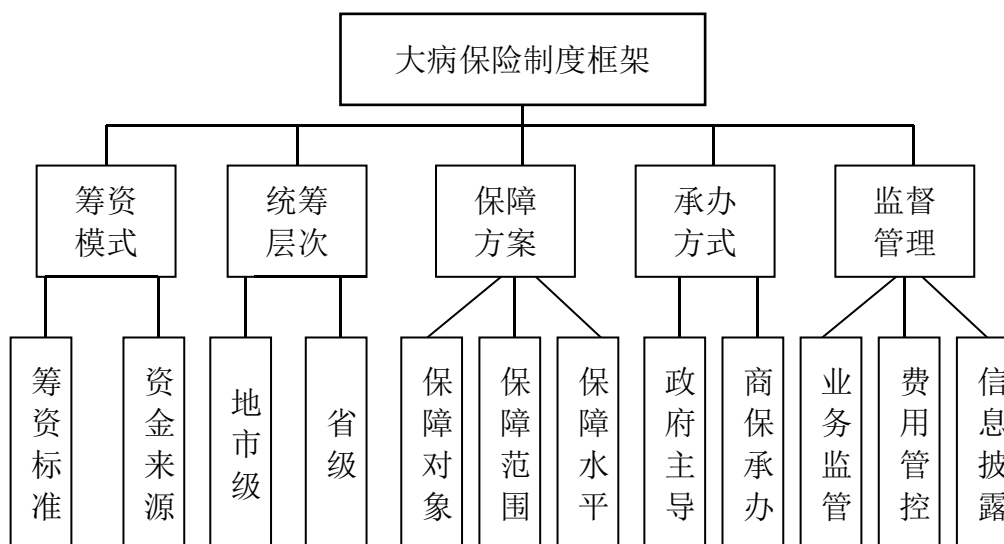 大病保险制度框架
筹资
模式
统筹
层次
保障
方案
承办
方式
监督
管理
筹资标准
资金来源
地市级
省级
保障对象
保障范围
保障水平
政府主导
商保承办
业务监管
费用管控
信息披露